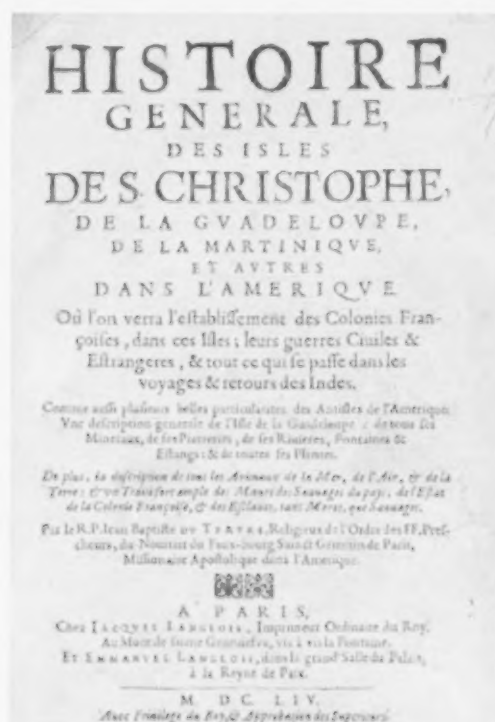 HISTOIRE
GENERALE,
DES ISLES
DE S. CHRISTOPHE,
DE LA GVADELOVPE,
DE LA MARTINIQVE,
ET AVTRES
DANS L'AMERIQVE
Où l'on verra l'establissement des Colonies Fran-
çoises, dans ces Isles; leurs guerres Ciuiles &
Estrangeres, & tout ce qui se passe dans les
voyages & retours des Indes.
Comme aussi plusieurs belles particularitez des Antisles de l'Amerique:
Vne description generale de l'Isle de la Guadeloupe: de tous ses
Mineraux, de ses Pierreries, de ses Riuieres, Fontaines &
Estangs: & de toutes ses Plantes.
De plus, la description de tous les Animaux de la Mer, de l'Air, & de la
Terre: & vn Traité fort ample des Mœurs des Sauuages du pays, de l'Estat
de la Colonie Françoise, & des Esclaues, tant Mores, que Sauuages.
Par le R.P. Iean Baptiste DV TERTRE, Religieux de l'Ordre des FF. Pres-
cheurs, du Nouitiat du Faux-bourg Sainct Germain de Paris,
Missionaire Apostolique dans l'Amerique.
A PARIS,
Chez IACQVES LANGLOIS, Imprimeur Ordinaire du Roy,
Au Mont de sainte Geneuiefve, vis à vis la Fontaine.
ET EMMANVEL LANGLOIS, dans la grand' Salle du Palais,
à la Reyne de Paix.
M. DC. LIV.
Auec Priuilege du Roy, & Approbation des Superieurs.